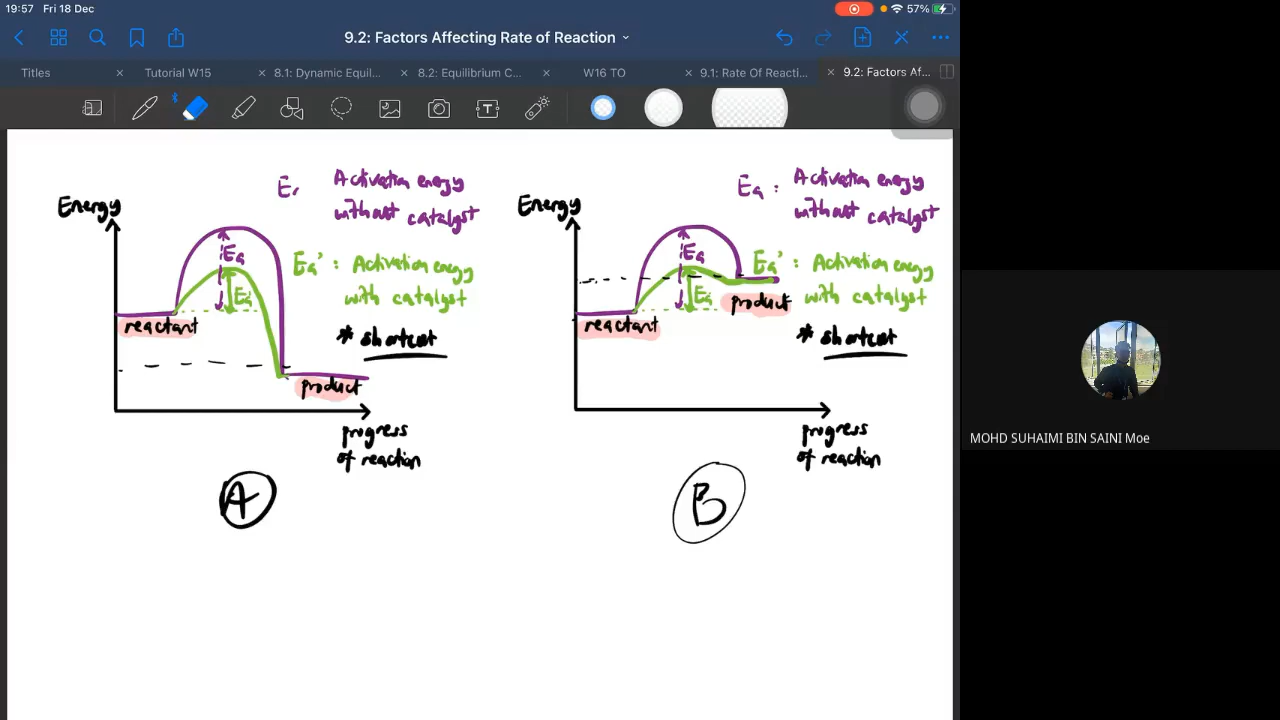 19:57 Fri 18 Dec
57%
9.2: Factors Affecting Rate of Reaction
Titles
Tutorial W15
8.1: Dynamic Equil...
8.2: Equilibrium C...
W16 TO
9.1: Rate Of Reacti...
9.2: Factors Af...
T
E
Activation energy
without catalyst
Energy
Ea
Ea' : Activation energy
with catalyst
Ea'
reactant
* shortcut
product
progress
of reaction
A
Ea : Activation energy
without catalyst
Energy
Ea
Ea' : Activation energy
with catalyst
Ea'
product
reactant
* shortcut
progress
of reaction
B
MOHD SUHAIMI BIN SAINI Moe